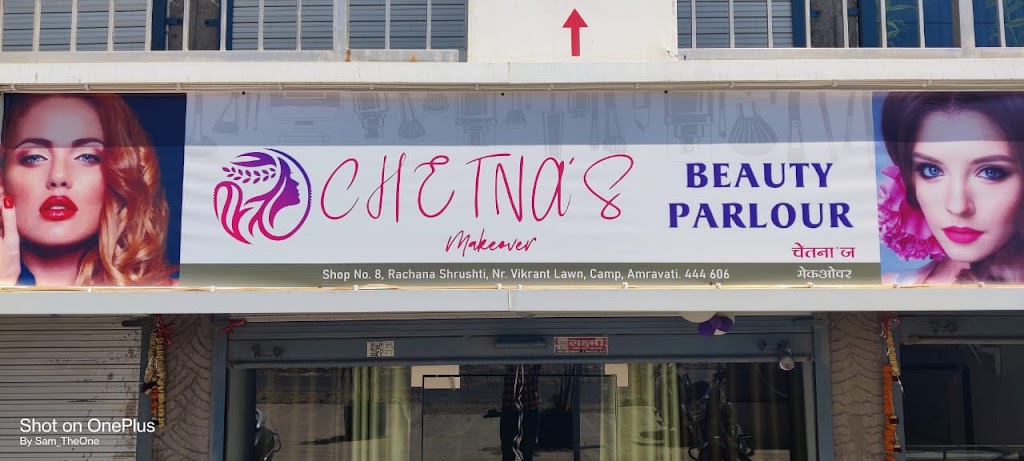 CHETNA'S
Makeover
BEAUTY
PARLOUR
चेतना'ज
मेकओवर
Shop No. 8, Rachana Shrushti, Nr. Vikrant Lawn, Camp, Amravati. 444 606
लक्ष्मी
Shot on OnePlus
By Sam_TheOne